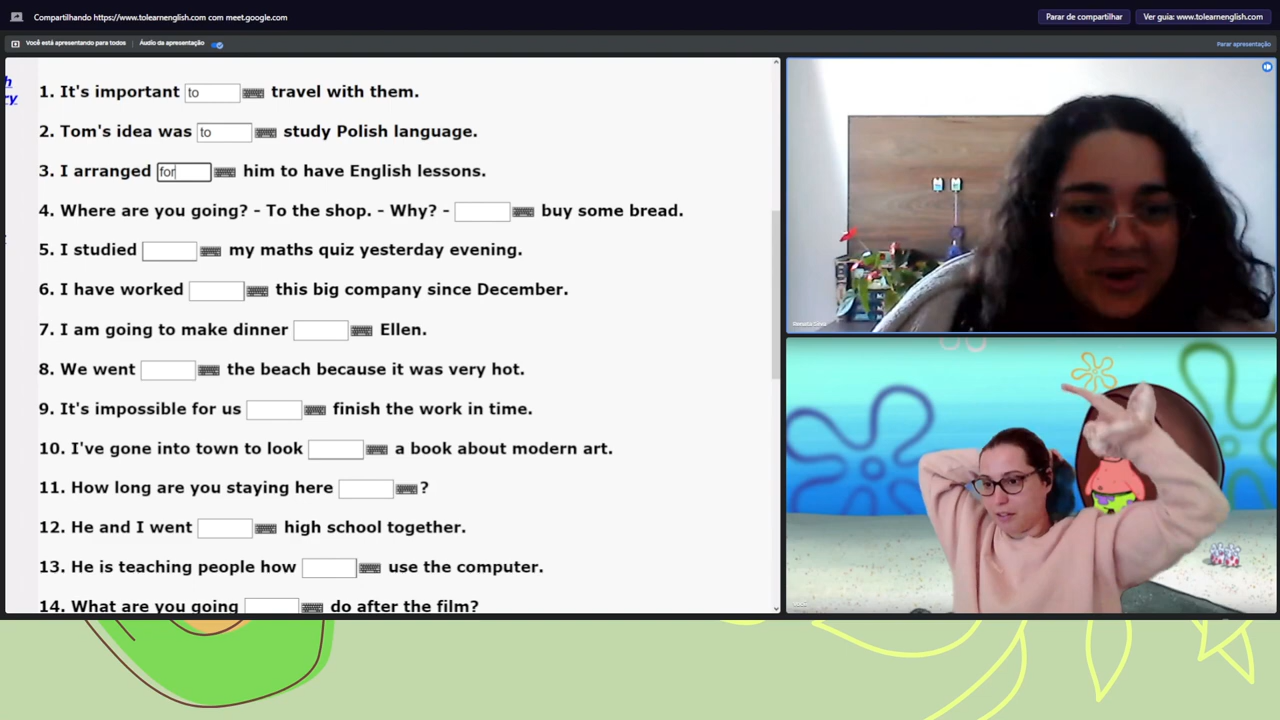 Compartilhando https://www.tolearnenglish.com com meet.google.com
Parar de compartilhar
Ver guia: www.tolearnenglish.com
Você está apresentando para todos
Áudio da apresentação
Parar apresentação
h
ry
1. It's important to travel with them.
2. Tom's idea was to study Polish language.
3. I arranged for him to have English lessons.
4. Where are you going? - To the shop. - Why? - buy some bread.
5. I studied my maths quiz yesterday evening.
6. I have worked this big company since December.
7. I am going to make dinner Ellen.
8. We went the beach because it was very hot.
9. It's impossible for us finish the work in time.
10. I've gone into town to look a book about modern art.
11. How long are you staying here ?
12. He and I went high school together.
13. He is teaching people how use the computer.
14. What are you going do after the film?